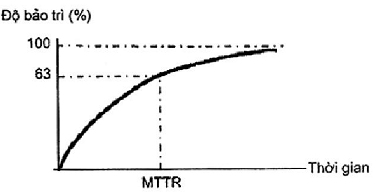 Độ bảo trì (%)
100
63
Thời gian
MTTR